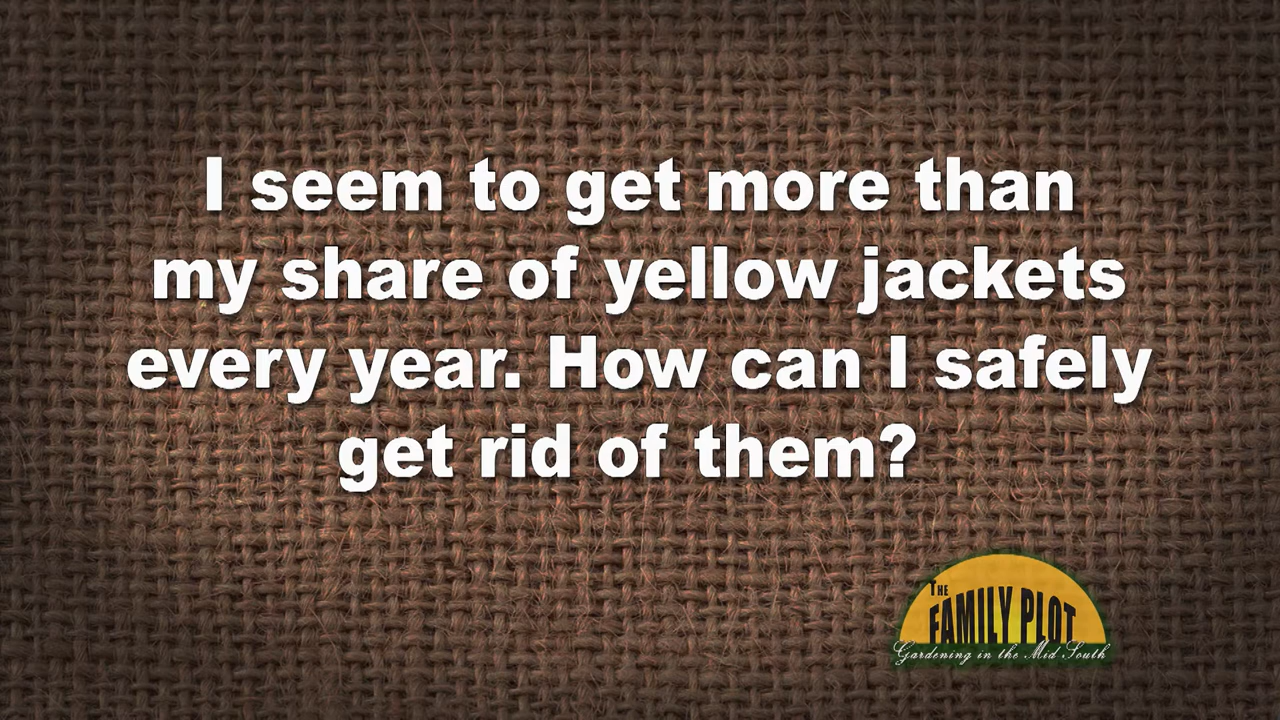 I seem to get more than
my share of yellow jackets
every year. How can I safely
get rid of them?
THE
FAMILY PLOT
Gardening in the Mid South